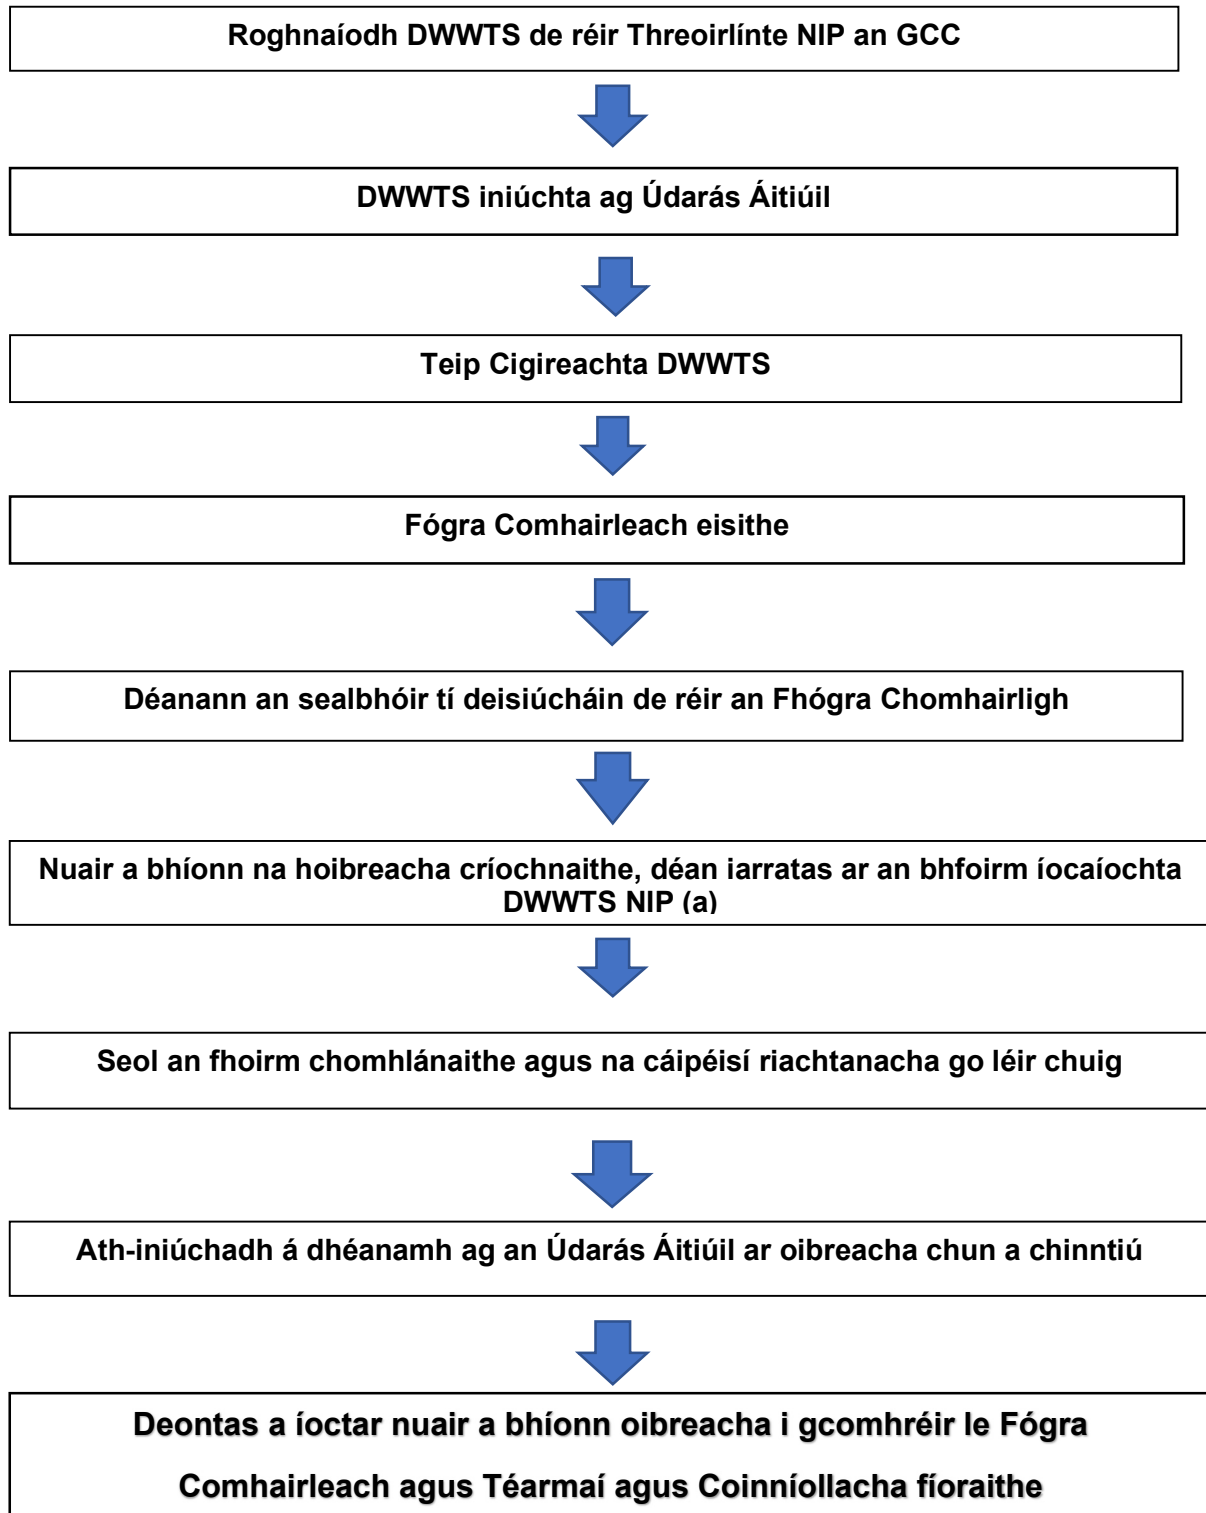 Roghnaíodh DWWTS de réir Threoirlínte NIP an GCC
DWWTS iniúchta ag Údarás Áitiúil
Teip Cigireachta DWWTS
Fógra Comhairleach eisithe
Déanann an sealbhóir tí deisiúcháin de réir an Fhógra Chomhairligh
Nuair a bhíonn na hoibreacha críochnaithe, déan iarratas ar an bhfoirm íocaíochta
DWWTS NIP (a)
Seol an fhoirm chomhlánaithe agus na cáipéisí riachtanacha go léir chuig
Ath-iniúchadh á dhéanamh ag an Údarás Áitiúil ar oibreacha chun a chinntiú
Deontas a íoctar nuair a bhíonn oibreacha i gcomhréir le Fógra
Comhairleach agus Téarmaí agus Coinníollacha fíoraithe